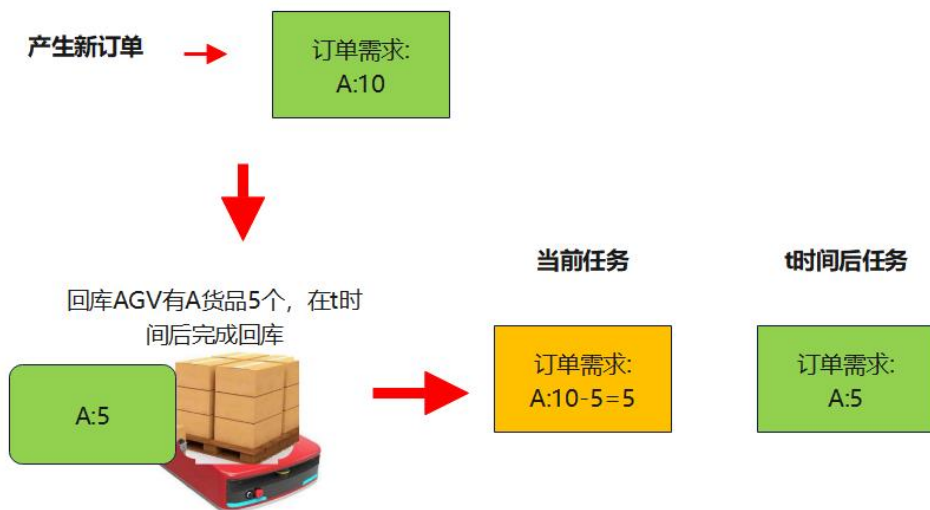 产生新订单
订单需求:
A:10
回库AGV有A货品5个，在t时
间后完成回库
A:5
当前任务
订单需求:
A:10-5=5
t时间后任务
订单需求:
A:5